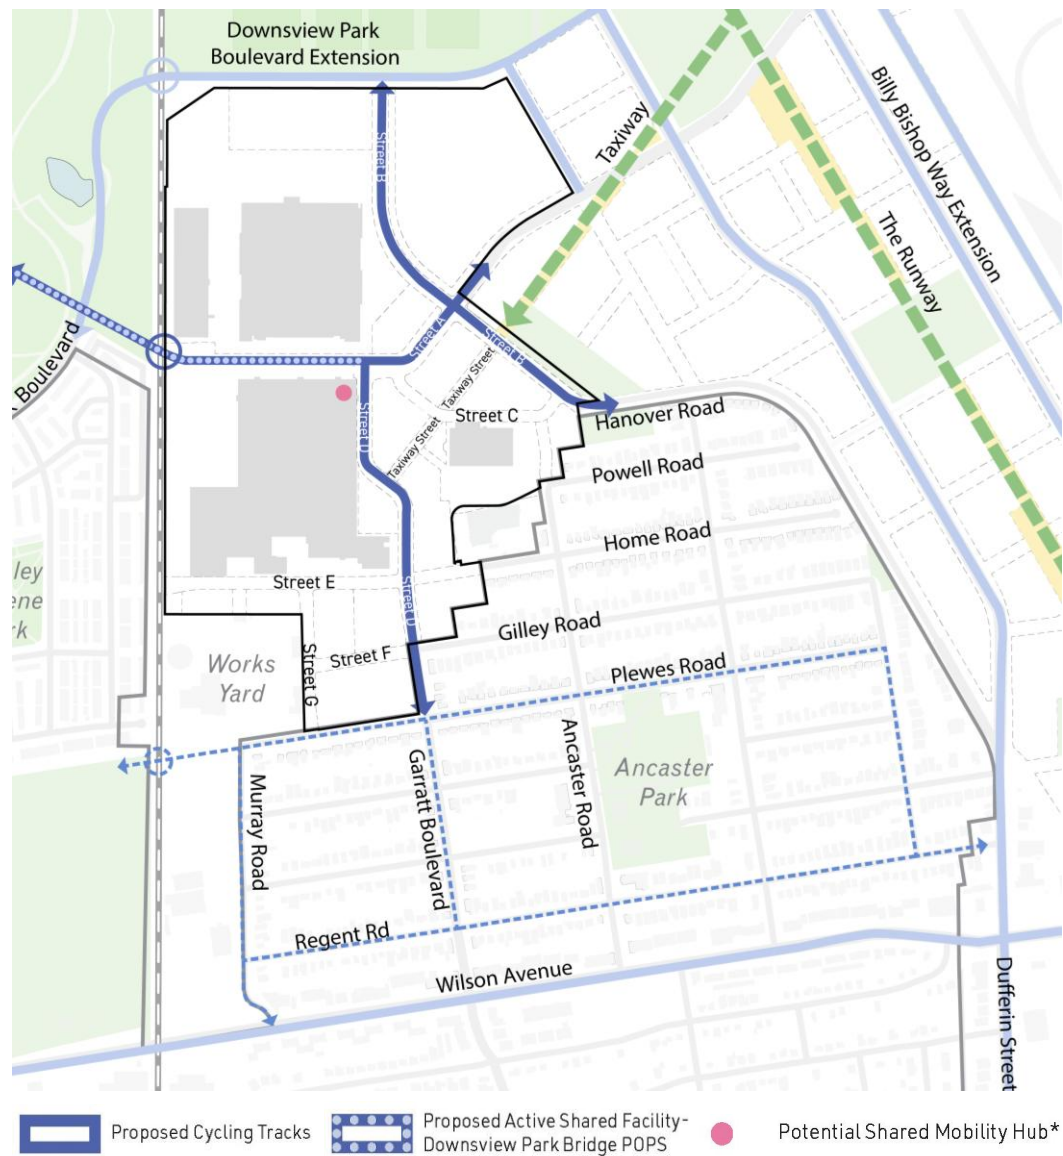 Downsview Park
Boulevard Extension
Billy Bishop Way Extension
Taxiway
The Runway
Street B
Boulevard
Street A
Street B
Taxiway Street
Taxiway Street
Street C
Street D
Hanover Road
Powell Road
Home Road
ley
ene
rk
Street E
Street D
Gilley Road
Street F
Street G
Works
Yard
Plewes Road
Murray Road
Garratt Boulevard
Ancaster Road
Ancaster
Park
Regent Rd
Wilson Avenue
Dufferin Street
Proposed Cycling Tracks
Proposed Active Shared Facility-
Downsview Park Bridge POPS
Potential Shared Mobility Hub*